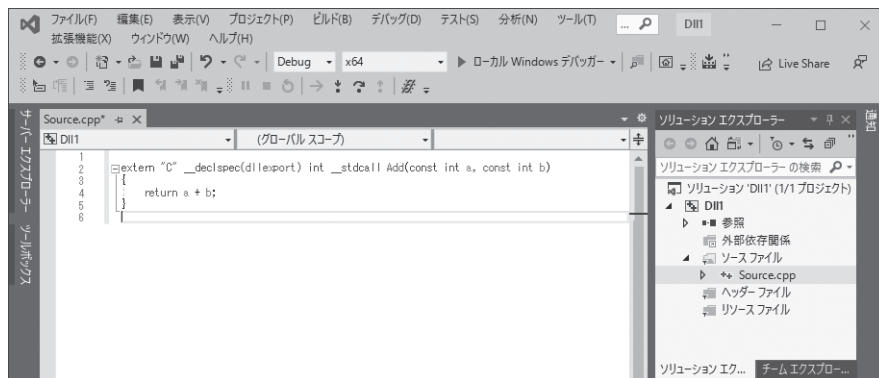 ファイル(F) 編集(E) 表示(V) プロジェクト(P) ビルド(B) デバッグ(D) テスト(S) 分析(N) ツール(T) ... Dll1
拡張機能(X) ウィンドウ(W) ヘルプ(H)
Debug x64 ローカル Windows デバッガー Live Share
サーバー エクスプローラー ツールボックス
Source.cpp*
Dll1 (グローバル スコープ)
1
2 extern "C" __declspec(dllexport) int __stdcall Add(const int a, const int b)
3 {
4 return a + b;
5 }
6
ソリューション エクスプローラー
ソリューション エクスプローラー の検索
ソリューション 'Dll1' (1/1 プロジェクト)
Dll1
参照
外部依存関係
ソース ファイル
Source.cpp
ヘッダー ファイル
リソース ファイル
ソリューション エク... チーム エクスプロー...
通知